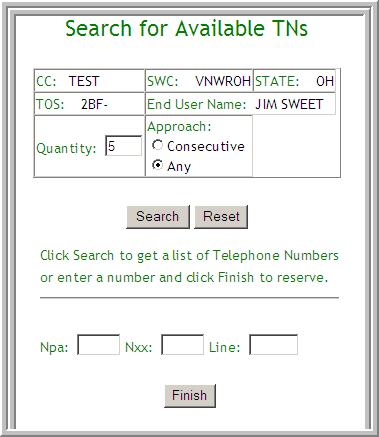 Search for Available TNs
CC: TEST SWC: VNWROH STATE: OH
TOS: 2BF- End User Name: JIM SWEET
Quantity: 5 Approach:
Consecutive
Any
Search Reset
Click Search to get a list of Telephone Numbers
or enter a number and click Finish to reserve.
Npa: Nxx: Line:
Finish